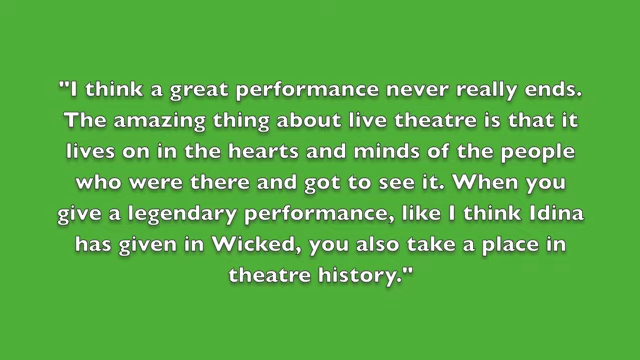 "I think a great performance never really ends.
The amazing thing about live theatre is that it
lives on in the hearts and minds of the people
who were there and got to see it. When you
give a legendary performance, like I think Idina
has given in Wicked, you also take a place in
theatre history."